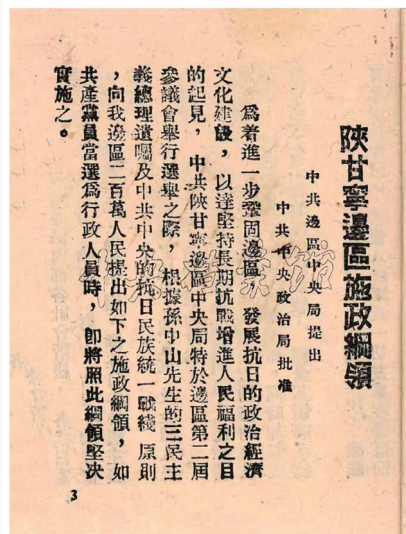 陝甘寧邊區施政綱領
中共邊區中央局提出
中共中央政治局批准
爲着進一步鞏固邊區,發展抗日的政治經濟
文化建設,以達堅持長期抗戰增進人民福利之目
的起見,中共陝甘寧邊區中央局特於邊區第二屆
參議會舉行選舉之際,根據孫中山先生的三民主
義總理遺囑及中共中央的抗日民族統一戰綫原則
,向我邊區二百萬人民提出如下之施政綱領,如
共產黨員當選爲行政人員時,卽將照此綱領堅決
實施之。
3